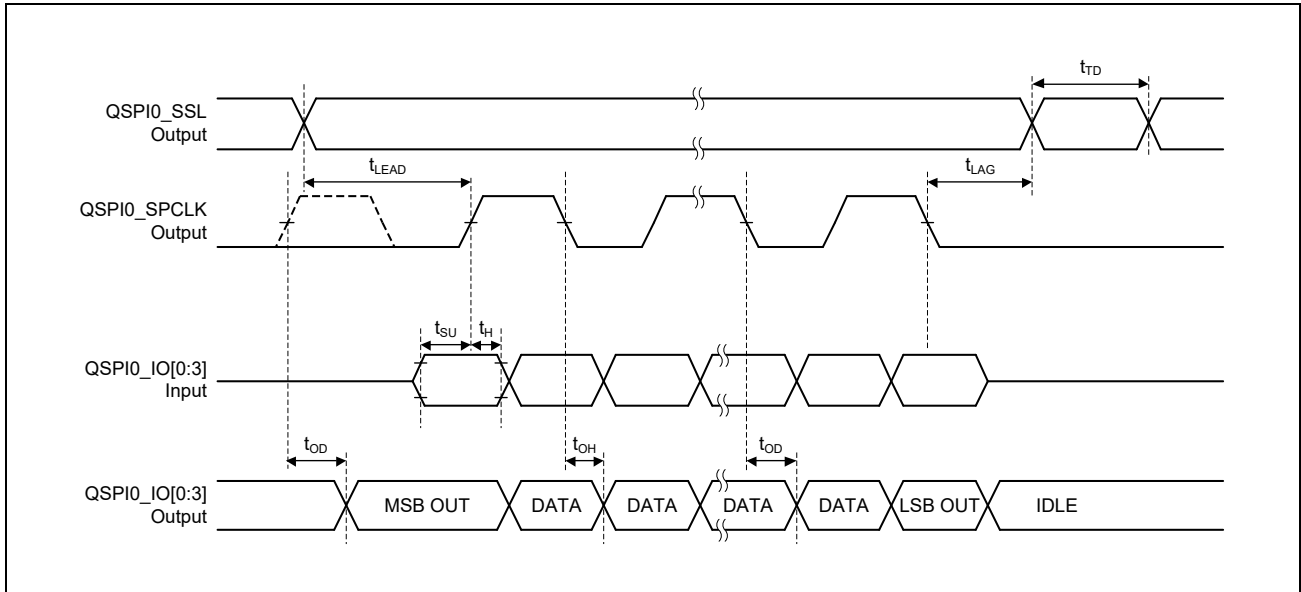 tTD
QSPI0_SSL
Output
tLEAD
tLAG
QSPI0_SPCLK
Output
tSU
tH
QSPI0_IO[0:3]
Input
tOD
tOH
tOD
QSPI0_IO[0:3]
Output
MSB OUT
DATA
DATA
DATA
DATA
LSB OUT
IDLE